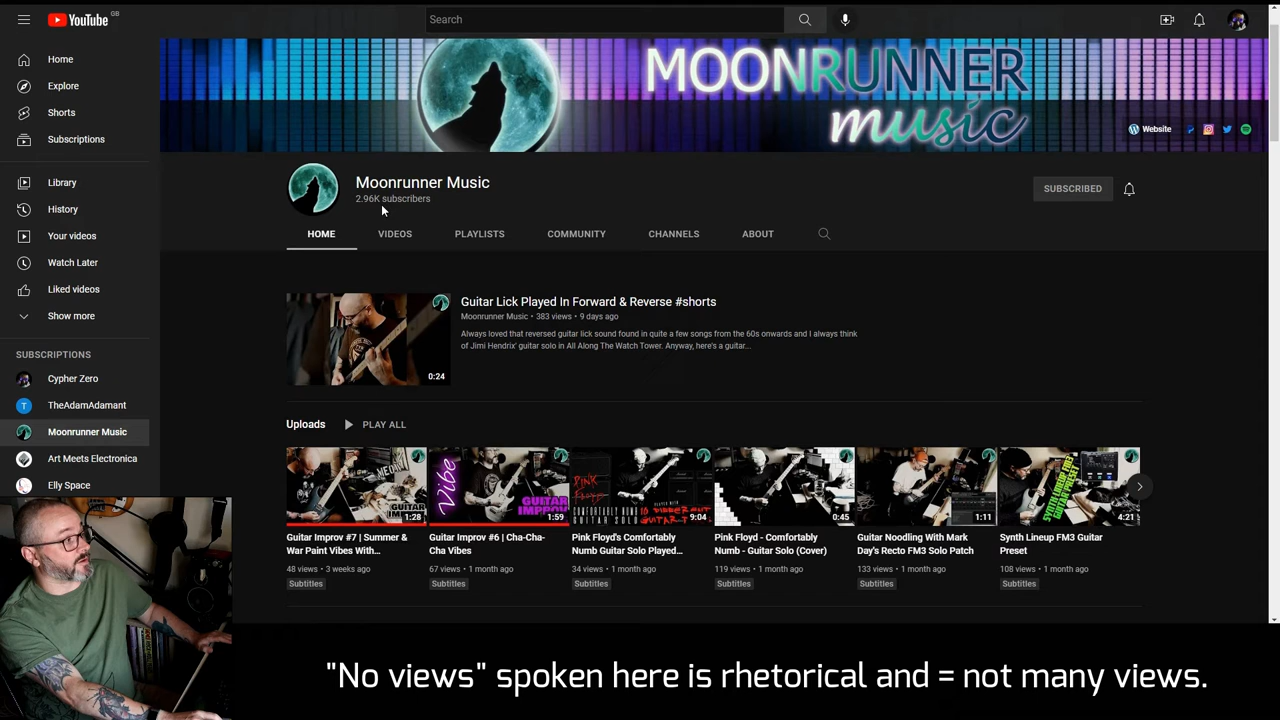 YouTube GB
Search
Home
Explore
Shorts
Subscriptions
Library
History
Your videos
Watch Later
Liked videos
Show more
SUBSCRIPTIONS
Cypher Zero
TheAdamAdamant
Moonrunner Music
Art Meets Electronica
Elly Space
MOONRUNNER
music
Website
Moonrunner Music
2.96K subscribers
SUBSCRIBED
HOME VIDEOS PLAYLISTS COMMUNITY CHANNELS ABOUT
Guitar Lick Played In Forward & Reverse #shorts
Moonrunner Music • 383 views • 9 days ago
Always loved that reversed guitar lick sound found in quite a few songs from the 60s onwards and I always think
of Jimi Hendrix' guitar solo in All Along The Watch Tower. Anyway, here's a guitar...
0:24
Uploads PLAY ALL
MEOW!
1:28
Guitar Improv #7 | Summer &
War Paint Vibes With...
48 views • 3 weeks ago
Subtitles
Vibe
GUITAR
IMPROV
1:59
Guitar Improv #6 | Cha-Cha-
Cha Vibes
67 views • 1 month ago
Subtitles
PINK
FLOYD
COMFORTABLY NUMB
GUITAR SOLO
9:04
Pink Floyd's Comfortably
Numb Guitar Solo Played...
34 views • 1 month ago
Subtitles
0:45
Pink Floyd - Comfortably
Numb - Guitar Solo (Cover)
119 views • 1 month ago
Subtitles
1:11
Guitar Noodling With Mark
Day's Recto FM3 Solo Patch
133 views • 1 month ago
Subtitles
4:21
Synth Lineup FM3 Guitar
Preset
108 views • 1 month ago
Subtitles
"No views" spoken here is rhetorical and = not many views.